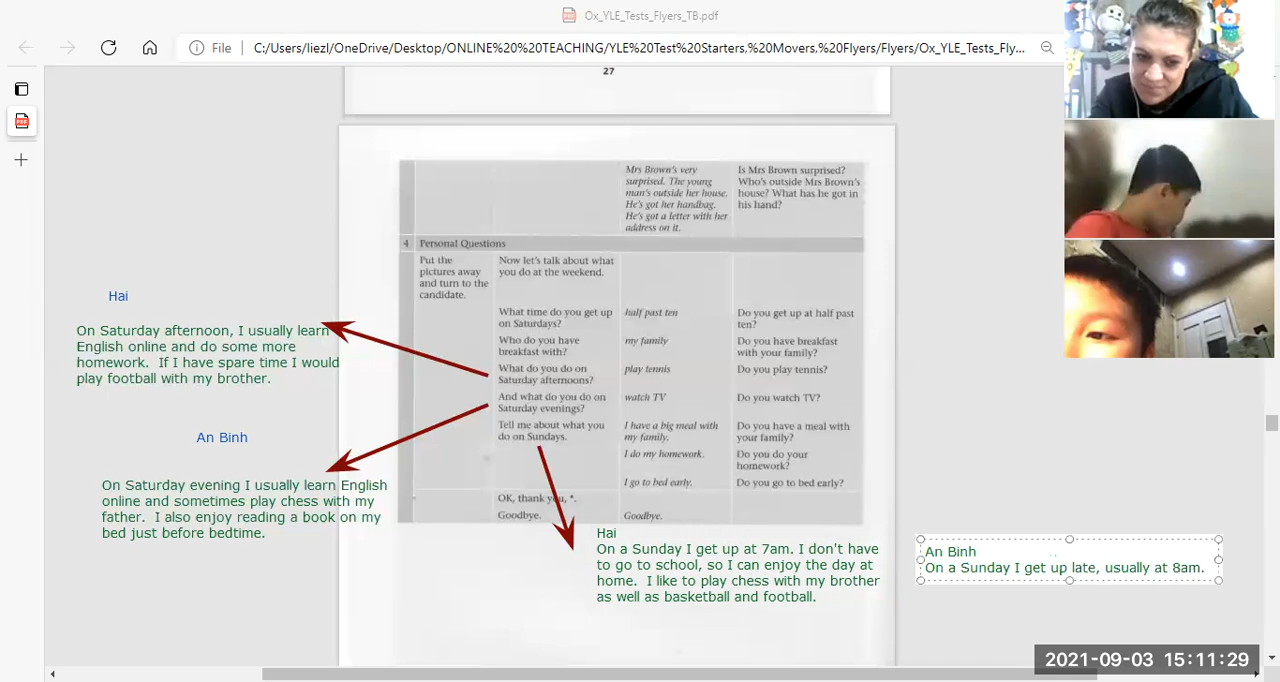 Ox_YLE_Tests_Flyers_TB.pdf
File
C:/Users/liezl/OneDrive/Desktop/ONLINE%20%20TEACHING/YLE%20Test%20Starters,%20Movers,%20Flyers/Flyers/Ox_YLE_Tests_Fly...
27
Mrs Brown's very
surprised. The young
man's outside her house.
He's got her handbag.
He's got a letter with her
address on it.
Is Mrs Brown surprised?
Who's outside Mrs Brown's
house? What has he got in
his hand?
4 Personal Questions
Put the
pictures away
and turn to the
candidate.
Now let's talk about what
you do at the weekend.
What time do you get up
on Saturdays?
half past ten
Do you get up at half past
ten?
Who do you have
breakfast with?
my family
Do you have breakfast
with your family?
What do you do on
Saturday afternoons?
play tennis
Do you play tennis?
And what do you do on
Saturday evenings?
watch TV
Do you watch TV?
Tell me about what you
do on Sundays.
I have a big meal with
my family.
Do you have a meal with
your family?
I do my homework.
Do you do your
homework?
I go to bed early.
Do you go to bed early?
OK, thank you, *.
Goodbye.
Goodbye.
Hai
On Saturday afternoon, I usually learn
English online and do some more
homework. If I have spare time I would
play football with my brother.
An Binh
On Saturday evening I usually learn English
online and sometimes play chess with my
father. I also enjoy reading a book on my
bed just before bedtime.
Hai
On a Sunday I get up at 7am. I don't have
to go to school, so I can enjoy the day at
home. I like to play chess with my brother
as well as basketball and football.
An Binh
On a Sunday I get up late, usually at 8am.
2021-09-03 15:11:29